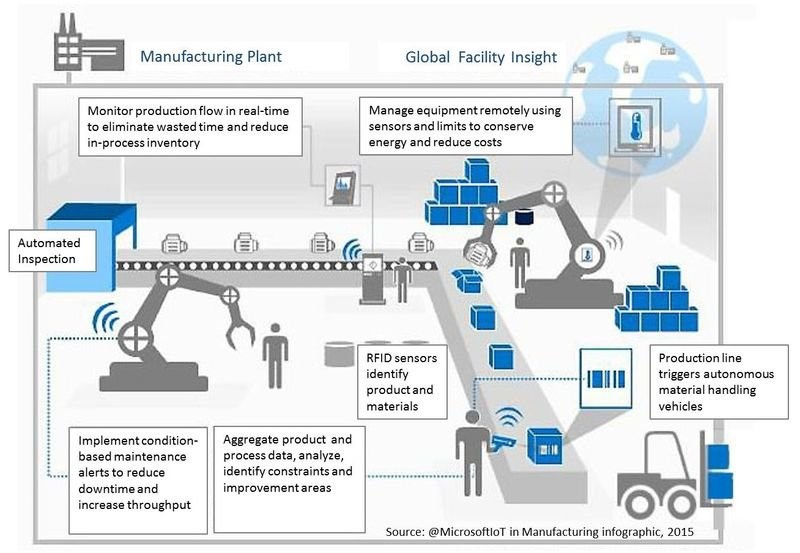 Manufacturing Plant
Global Facility Insight
Monitor production flow in real-time
to eliminate wasted time and reduce
in-process inventory
Manage equipment remotely using
sensors and limits to conserve
energy and reduce costs
Automated
Inspection
RFID sensors
identify
product and
materials
Production line
triggers autonomous
material handling
vehicles
Implement condition-
based maintenance
alerts to reduce
downtime and
increase throughput
Aggregate product and
process data, analyze,
identify constraints and
improvement areas
Source: @MicrosoftIoT in Manufacturing infographic, 2015